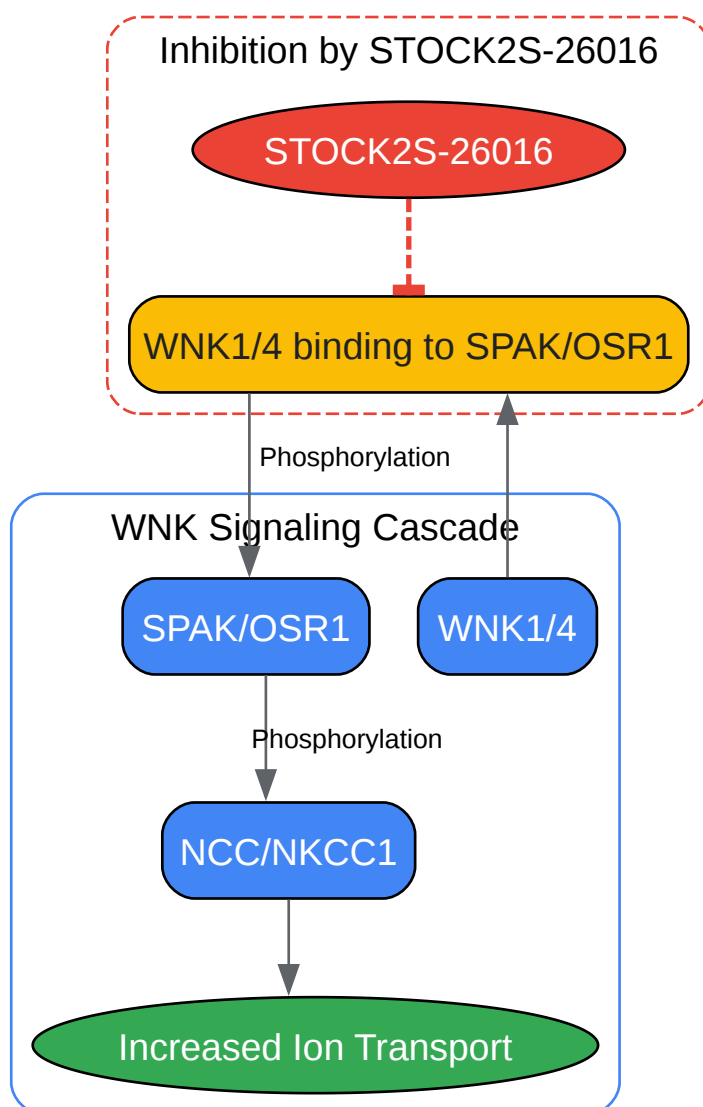 Inhibition by STOCK2S-26016
STOCK2S-26016
WNK1/4 binding to SPAK/OSR1
Phosphorylation
WNK Signaling Cascade
SPAK/OSR1
WNK1/4
Phosphorylation
NCC/NKCC1
Increased Ion Transport